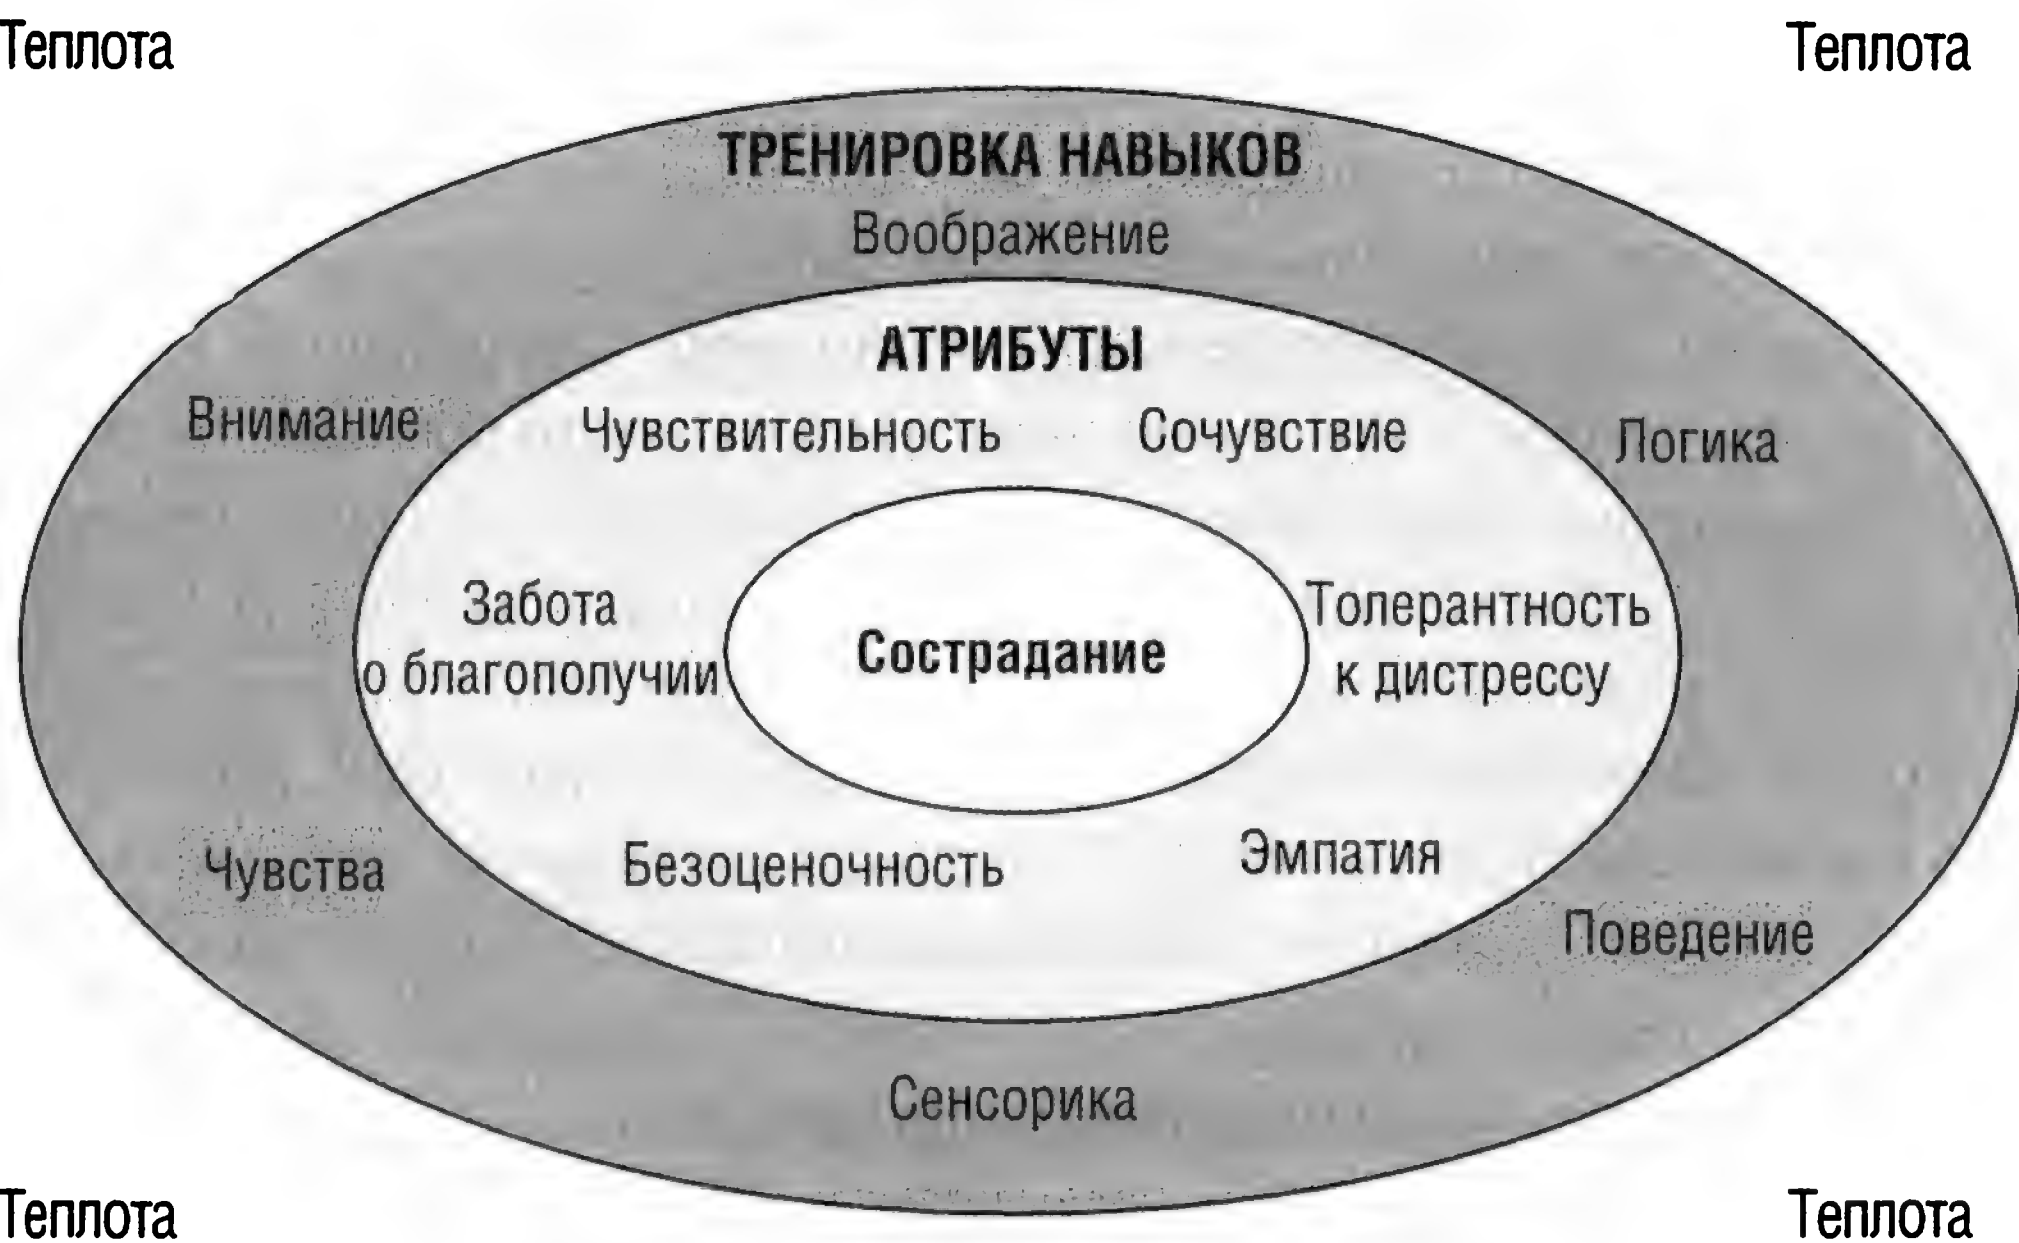 Теплота
Теплота
ТРЕНИРОВКА НАВЫКОВ
Воображение
АТРИБУТЫ
Внимание
Чувствительность
Сочувствие
Логика
Забота
о благополучии
Сострадание
Толерантность
к дистрессу
Чувства
Безоценочность
Эмпатия
Поведение
Сенсорика
Теплота
Теплота